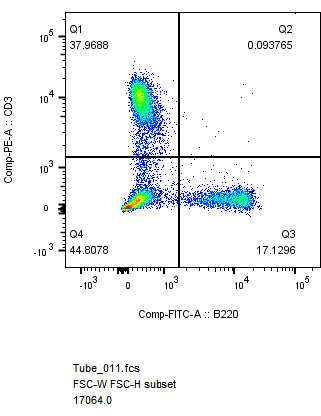 Q1
37.9688
Q2
0.093765
10^5
10^4
10^3
0
-10^3
Comp-PE-A :: CD3
Q4
44.8078
Q3
17.1296
-10^3 0 10^3 10^4 10^5
Comp-FITC-A :: B220
Tube_011.fcs
FSC-W FSC-H subset
17064.0